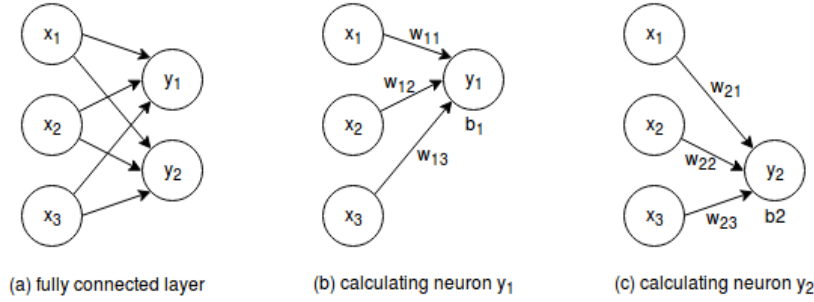 x₁
x₂
x₃
y₁
y₂
(a) fully connected layer
x₁
x₂
x₃
w₁₁
w₁₂
w₁₃
y₁
b₁
(b) calculating neuron y₁
x₁
x₂
x₃
w₂₁
w₂₂
w₂₃
y₂
b2
(c) calculating neuron y₂